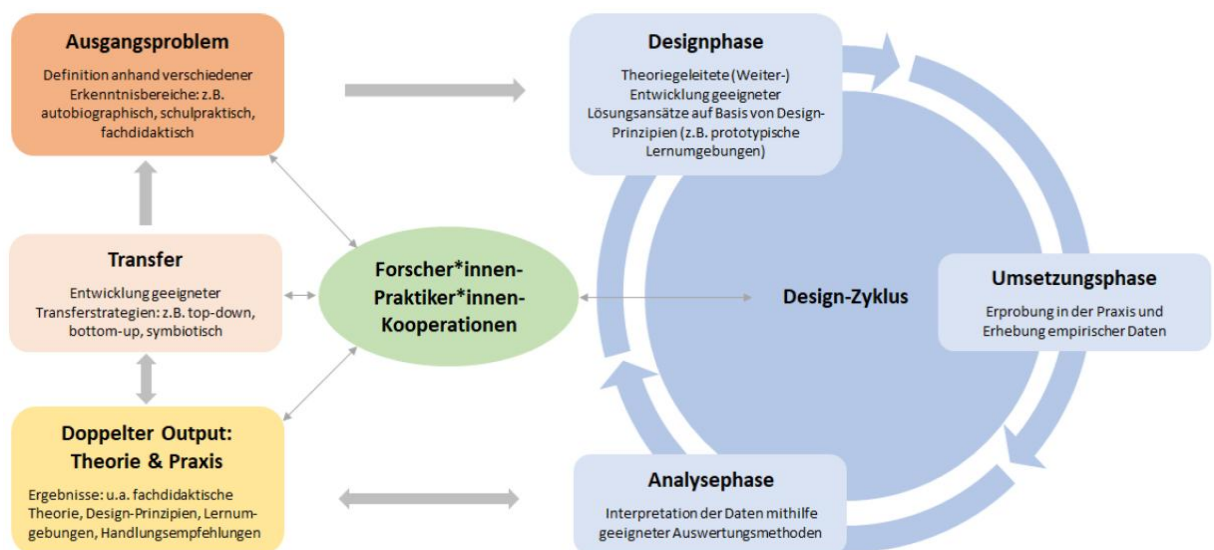 Ausgangsproblem
Definition anhand verschiedener
Erkenntnisbereiche: z.B.
autobiographisch, schulpraktisch,
fachdidaktisch
Designphase
Theoriegeleitete (Weiter-)
Entwicklung geeigneter
Lösungsansätze auf Basis von Design-
Prinzipien (z.B. prototypische
Lernumgebungen)
Transfer
Entwicklung geeigneter
Transferstrategien: z.B. top-down,
bottom-up, symbiotisch
Forscher*innen-
Praktiker*innen-
Kooperationen
Design-Zyklus
Umsetzungsphase
Erprobung in der Praxis und
Erhebung empirischer Daten
Doppelter Output:
Theorie & Praxis
Ergebnisse: u.a. fachdidaktische
Theorie, Design-Prinzipien, Lernum-
gebungen, Handlungsempfehlungen
Analysephase
Interpretation der Daten mithilfe
geeigneter Auswertungsmethoden